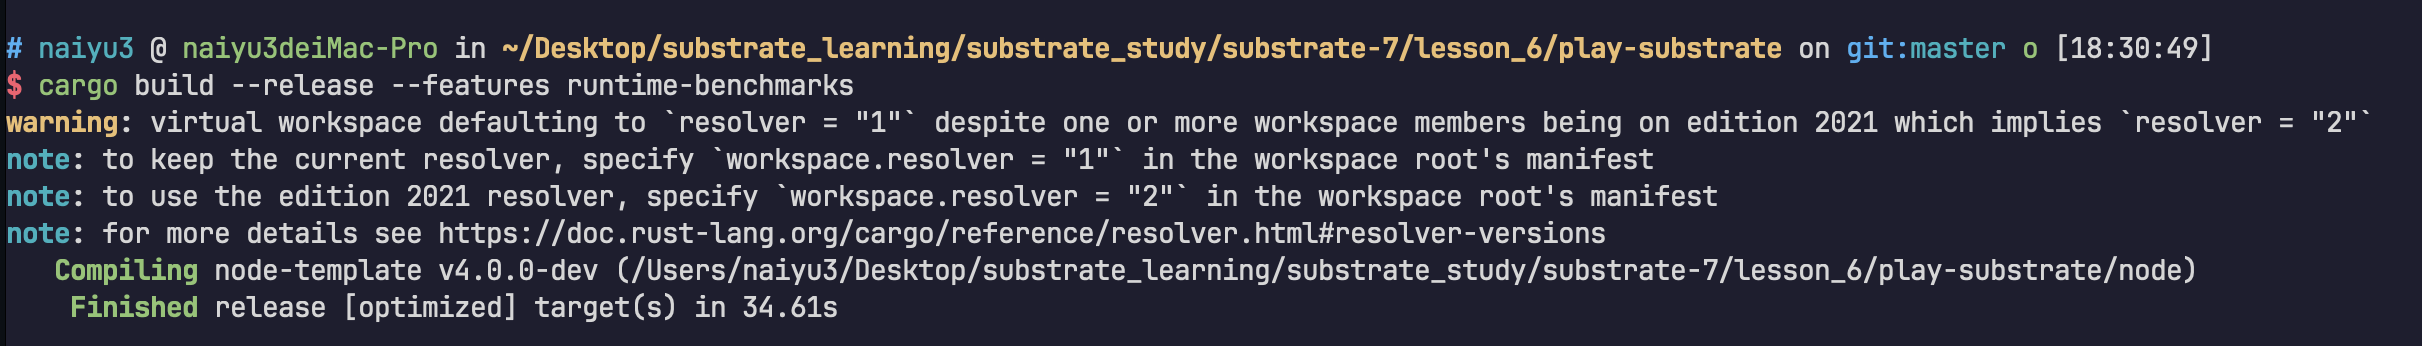 # naiyu3 @ naiyu3deiMac-Pro in ~/Desktop/substrate_learning/substrate_study/substrate-7/lesson_6/play-substrate on git:master o [18:30:49]
$ cargo build --release --features runtime-benchmarks
warning: virtual workspace defaulting to `resolver = "1"` despite one or more workspace members being on edition 2021 which implies `resolver = "2"`
note: to keep the current resolver, specify `workspace.resolver = "1"` in the workspace root's manifest
note: to use the edition 2021 resolver, specify `workspace.resolver = "2"` in the workspace root's manifest
note: for more details see https://doc.rust-lang.org/cargo/reference/resolver.html#resolver-versions
   Compiling node-template v4.0.0-dev (/Users/naiyu3/Desktop/substrate_learning/substrate_study/substrate-7/lesson_6/play-substrate/node)
    Finished release [optimized] target(s) in 34.61s